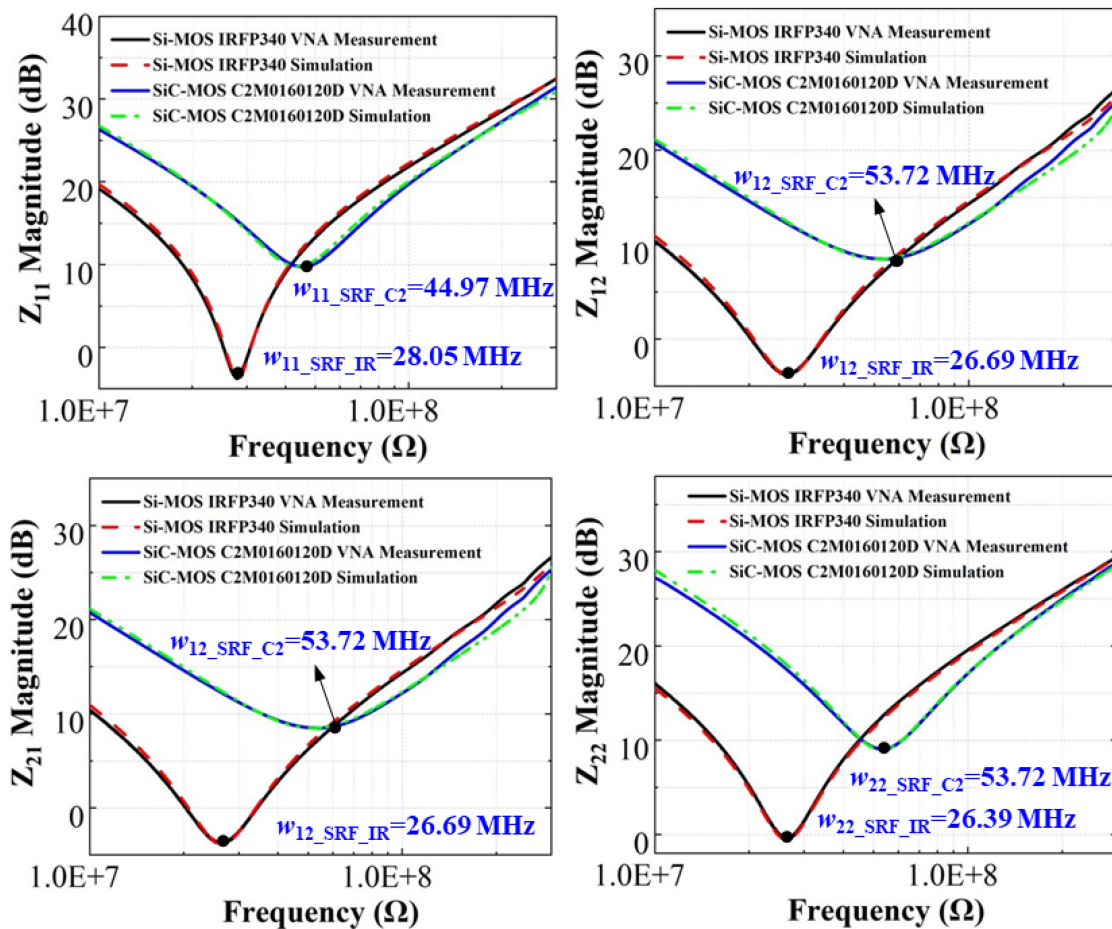 Z11 Magnitude (dB)
40
30
20
10
0
Si-MOS IRFP340 VNA Measurement
Si-MOS IRFP340 Simulation
SiC-MOS C2M0160120D VNA Measurement
SiC-MOS C2M0160120D Simulation
w11_SRF_C2=44.97 MHz
w11_SRF_IR=28.05 MHz
1.0E+7
1.0E+8
Frequency (Ω)
Z12 Magnitude (dB)
30
20
10
0
Si-MOS IRFP340 VNA Measurement
Si-MOS IRFP340 Simulation
SiC-MOS C2M0160120D VNA Measurement
SiC-MOS C2M0160120D Simulation
w12_SRF_C2=53.72 MHz
w12_SRF_IR=26.69 MHz
1.0E+7
1.0E+8
Frequency (Ω)
Z21 Magnitude (dB)
30
20
10
0
Si-MOS IRFP340 VNA Measurement
Si-MOS IRFP340 Simulation
SiC-MOS C2M0160120D VNA Measurement
SiC-MOS C2M0160120D Simulation
w12_SRF_C2=53.72 MHz
w12_SRF_IR=26.69 MHz
1.0E+7
1.0E+8
Frequency (Ω)
Z22 Magnitude (dB)
30
20
10
0
Si-MOS IRFP340 VNA Measurement
Si-MOS IRFP340 Simulation
SiC-MOS C2M0160120D VNA Measurement
SiC-MOS C2M0160120D Simulation
w22_SRF_C2=53.72 MHz
w22_SRF_IR=26.39 MHz
1.0E+7
1.0E+8
Frequency (Ω)